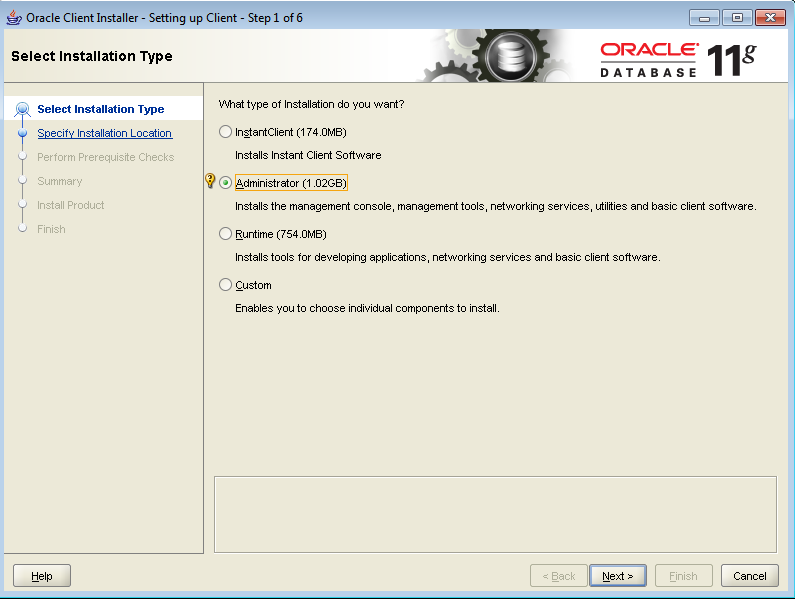 Oracle Client Installer - Setting up Client - Step 1 of 6
Select Installation Type
ORACLE
DATABASE 11g
Select Installation Type
Specify Installation Location
Perform Prerequisite Checks
Summary
Install Product
Finish
What type of Installation do you want?
InstantClient (174.0MB)
Installs Instant Client Software
Administrator (1.02GB)
Installs the management console, management tools, networking services, utilities and basic client software.
Runtime (754.0MB)
Installs tools for developing applications, networking services and basic client software.
Custom
Enables you to choose individual components to install.
Help
< Back
Next >
Finish
Cancel